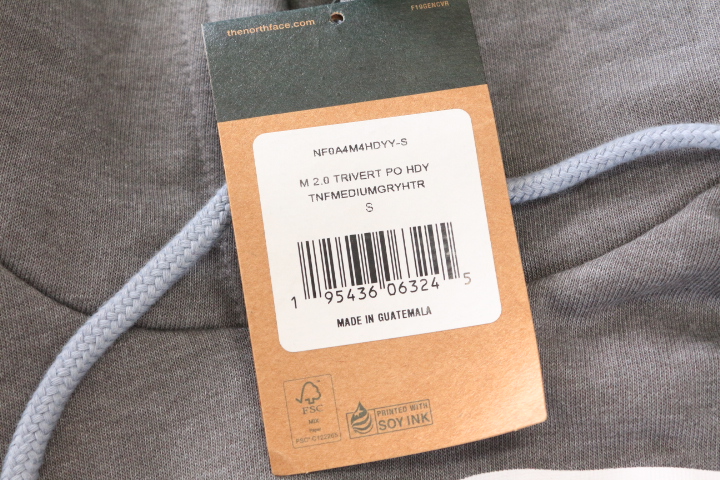 thenorthface.com
F19GENCVR
NF0A4M4HDYY-S
M 2.0 TRIVERT PO HDY
TNFMEDIUMGRYHTR
S
1 95436 06324 5
MADE IN GUATEMALA
FSC
PRINTED WITH
SOY INK